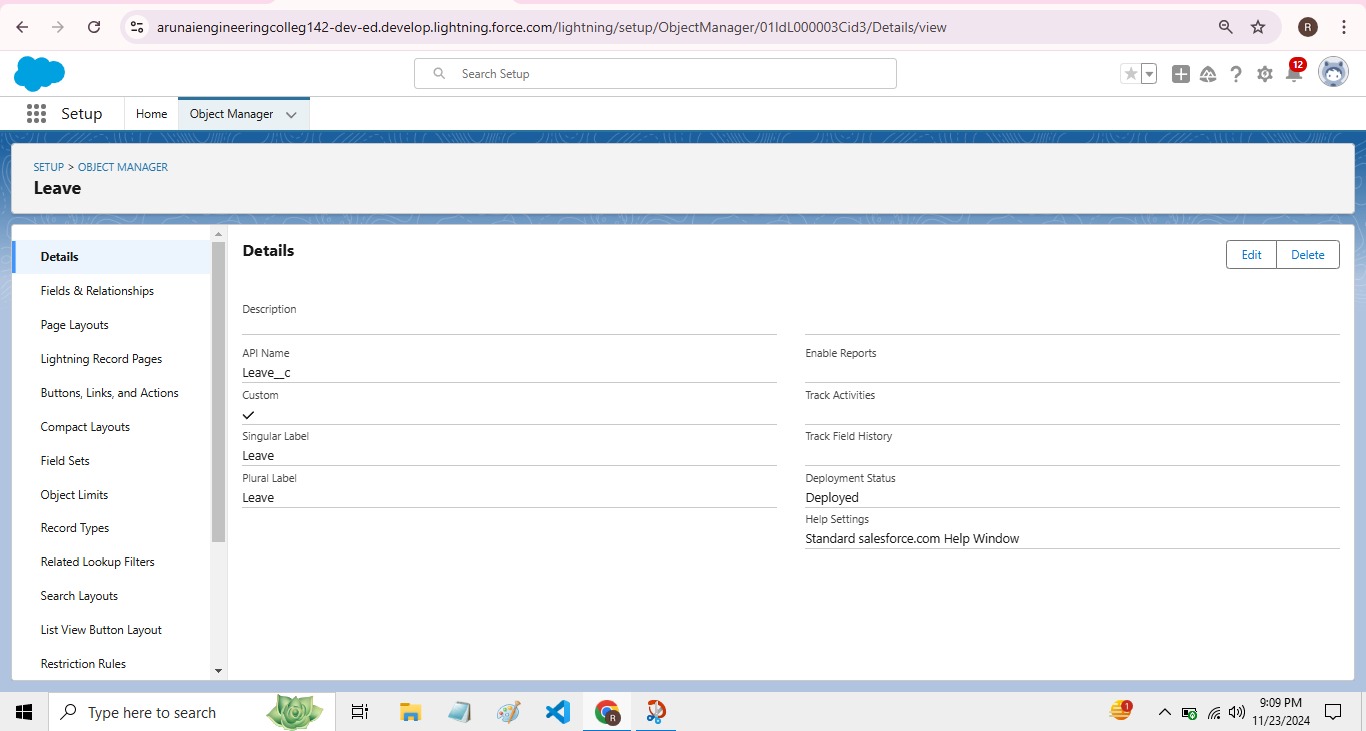 arunaiengineeringcolleg142-dev-ed.develop.lightning.force.com/lightning/setup/ObjectManager/01IdL000003Cid3/Details/view
R
Search Setup
12
Setup
Home
Object Manager
SETUP > OBJECT MANAGER
Leave
Details
Fields & Relationships
Page Layouts
Lightning Record Pages
Buttons, Links, and Actions
Compact Layouts
Field Sets
Object Limits
Record Types
Related Lookup Filters
Search Layouts
List View Button Layout
Restriction Rules
Details
Edit
Delete
Description
API Name
Leave__c
Custom
Singular Label
Leave
Plural Label
Leave
Enable Reports
Track Activities
Track Field History
Deployment Status
Deployed
Help Settings
Standard salesforce.com Help Window
Type here to search
R
1
9:09 PM
11/23/2024